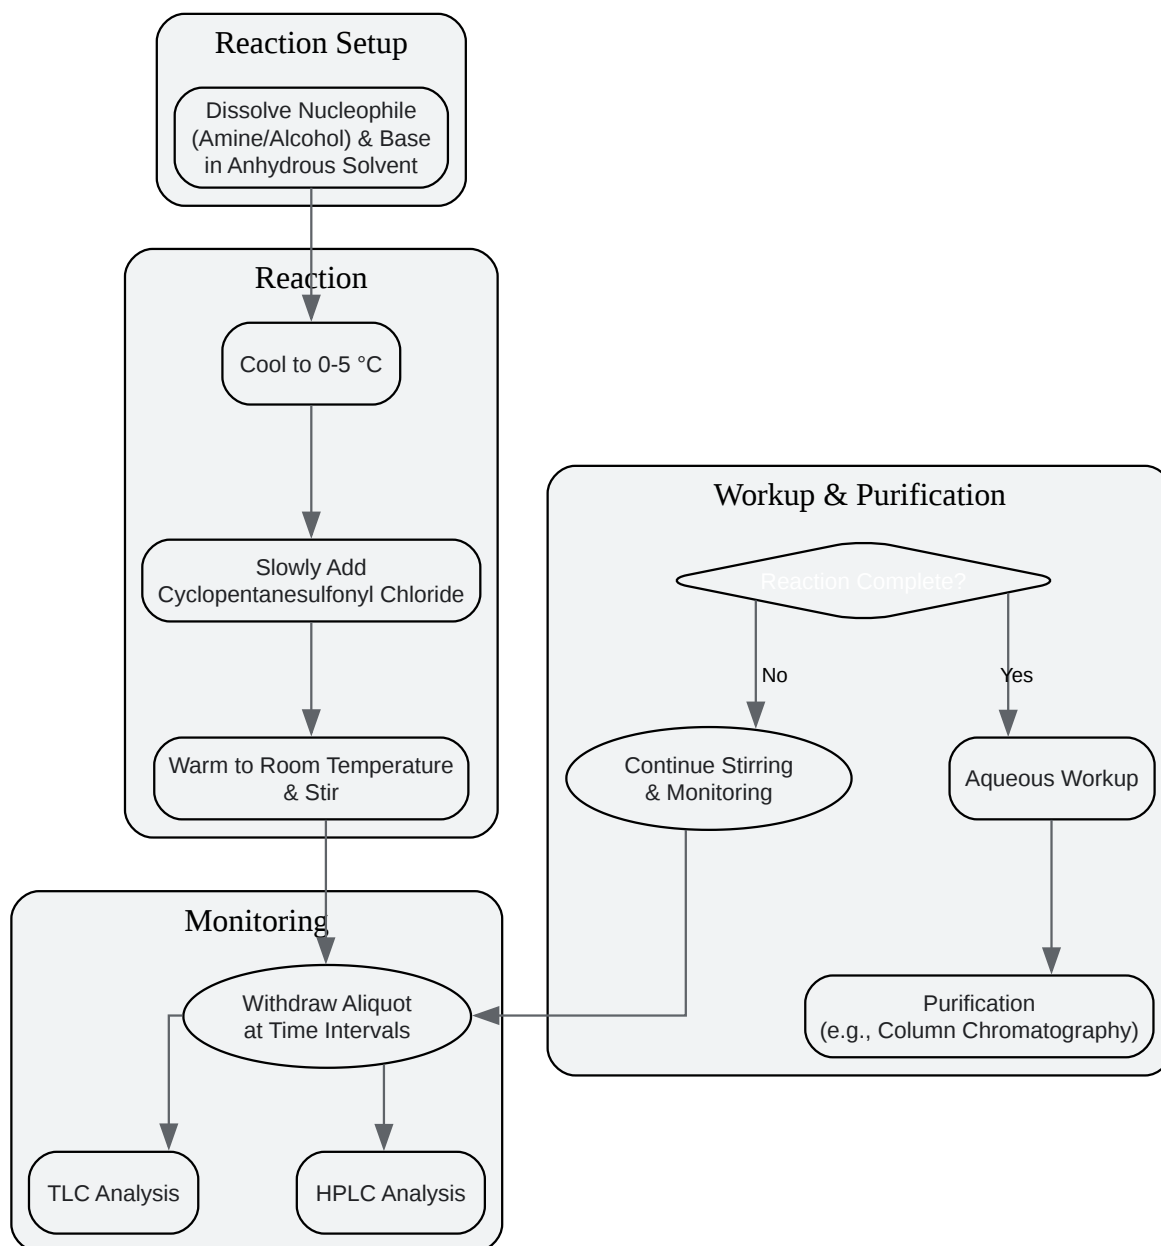 Reaction Setup
Dissolve Nucleophile
(Amine/Alcohol) & Base
in Anhydrous Solvent
Reaction
Cool to 0-5 °C
Slowly Add
Cyclopentanesulfonyl Chloride
Warm to Room Temperature
& Stir
Monitoring
Withdraw Aliquot
at Time Intervals
TLC Analysis
HPLC Analysis
Workup & Purification
Reaction Complete?
No
Yes
Continue Stirring
& Monitoring
Aqueous Workup
Purification
(e.g., Column Chromatography)